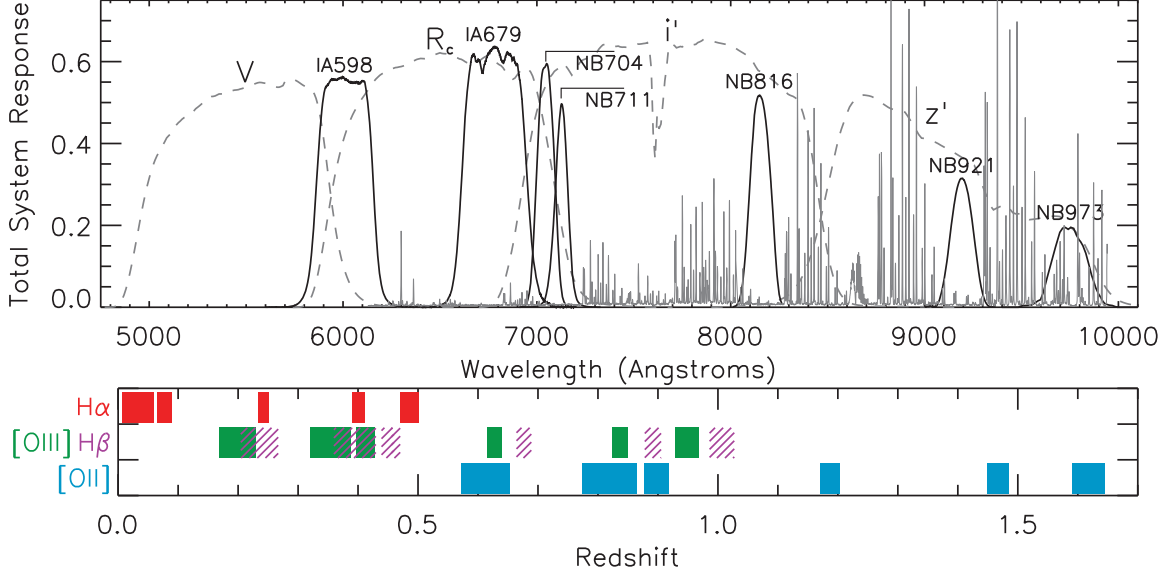 Total System Response
0.6
0.4
0.2
0.0
V
IA598
Rc
IA679
NB704
NB711
i'
NB816
z'
NB921
NB973
5000 6000 7000 8000 9000 10000
Wavelength (Angstroms)
Hα
[OIII] Hβ
[OII]
0.0 0.5 1.0 1.5
Redshift